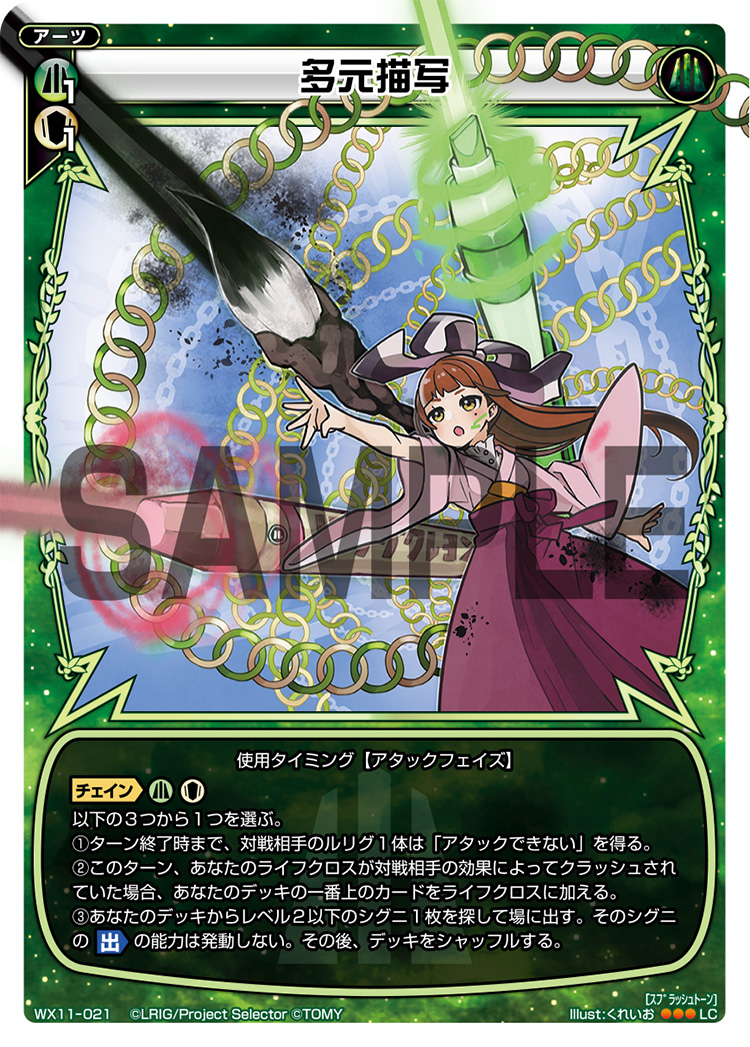 アーツ
多元描写
1
1
クレヨン
SAMPLE
使用タイミング【アタックフェイズ】
チェイン
以下の3つから1つを選ぶ。
①ターン終了時まで、対戦相手のルリグ1体は「アタックできない」を得る。
②このターン、あなたのライフクロスが対戦相手の効果によってクラッシュされ
ていた場合、あなたのデッキの一番上のカードをライフクロスに加える。
③あなたのデッキからレベル2以下のシグニ1枚を探して場に出す。そのシグニ
の 出 の能力は発動しない。その後、デッキをシャッフルする。
[スプラッシュトーン]
WX11-021 ©LRIG/Project Selector ©TOMY Illust:くれいお LC